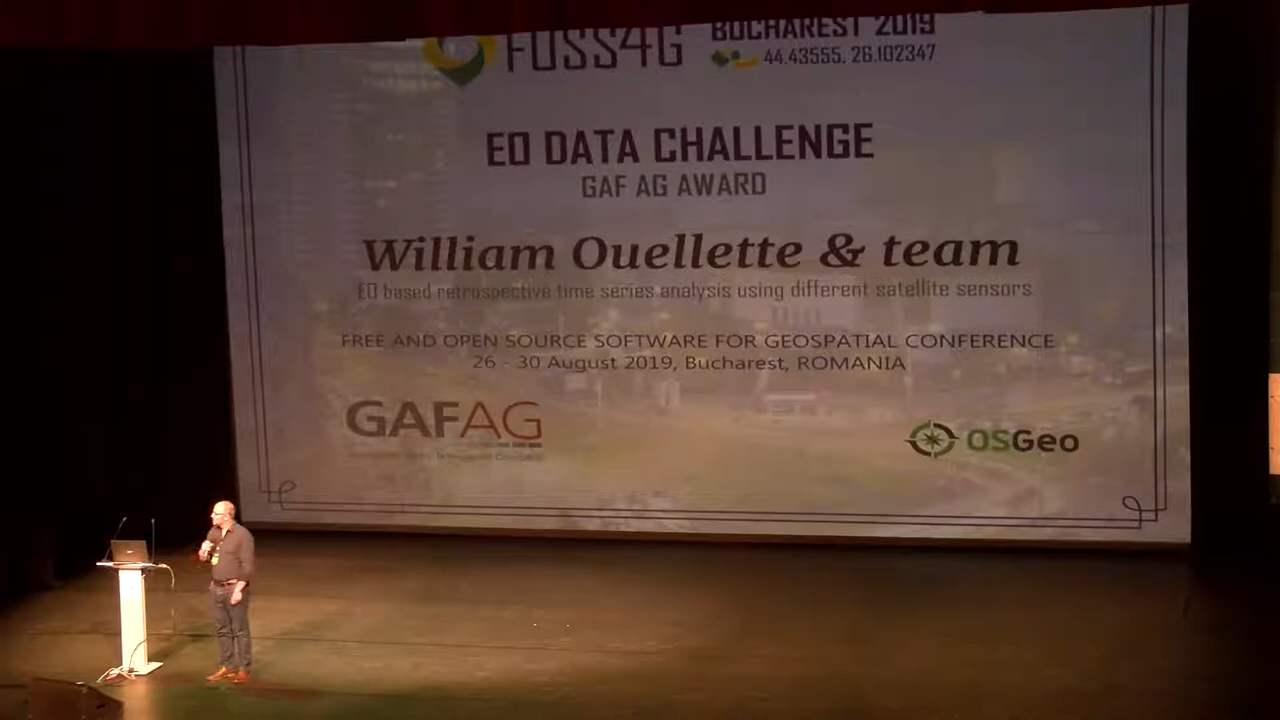 FOSS4G
BUCHAREST 2019
44.43555, 26.102347
EO DATA CHALLENGE
GAF AG AWARD
William Ouellette & team
EO based retrospective time series analysis using different satellite sensors
FREE AND OPEN SOURCE SOFTWARE FOR GEOSPATIAL CONFERENCE
26 - 30 August 2019, Bucharest, ROMANIA
GAFAG
OSGeo